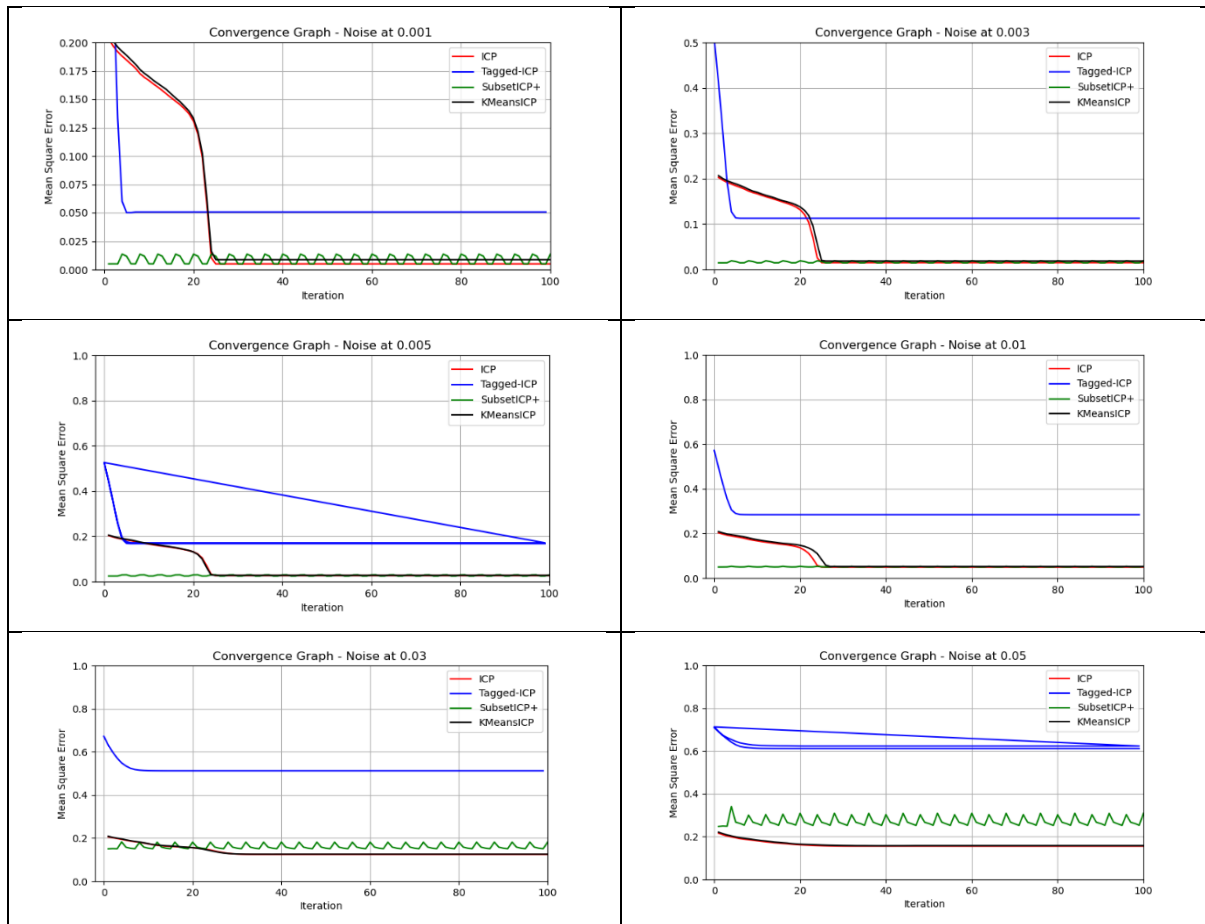 Convergence Graph - Noise at 0.001
0.200
0.175
0.150
0.125
0.100
0.075
0.050
0.025
0.000
Mean Square Error
ICP
Tagged-ICP
SubsetICP+
KMeansICP
0 20 40 60 80 100
Iteration
Convergence Graph - Noise at 0.003
0.5
0.4
0.3
0.2
0.1
0.0
Mean Square Error
ICP
Tagged-ICP
SubsetICP+
KMeansICP
0 20 40 60 80 100
Iteration
Convergence Graph - Noise at 0.005
1.0
0.8
0.6
0.4
0.2
0.0
Mean Square Error
ICP
Tagged-ICP
SubsetICP+
KMeansICP
0 20 40 60 80 100
Iteration
Convergence Graph - Noise at 0.01
1.0
0.8
0.6
0.4
0.2
0.0
Mean Square Error
ICP
Tagged-ICP
SubsetICP+
KMeansICP
0 20 40 60 80 100
Iteration
Convergence Graph - Noise at 0.03
1.0
0.8
0.6
0.4
0.2
0.0
Mean Square Error
ICP
Tagged-ICP
SubsetICP+
KMeansICP
0 20 40 60 80 100
Iteration
Convergence Graph - Noise at 0.05
1.0
0.8
0.6
0.4
0.2
0.0
Mean Square Error
ICP
Tagged-ICP
SubsetICP+
KMeansICP
0 20 40 60 80 100
Iteration